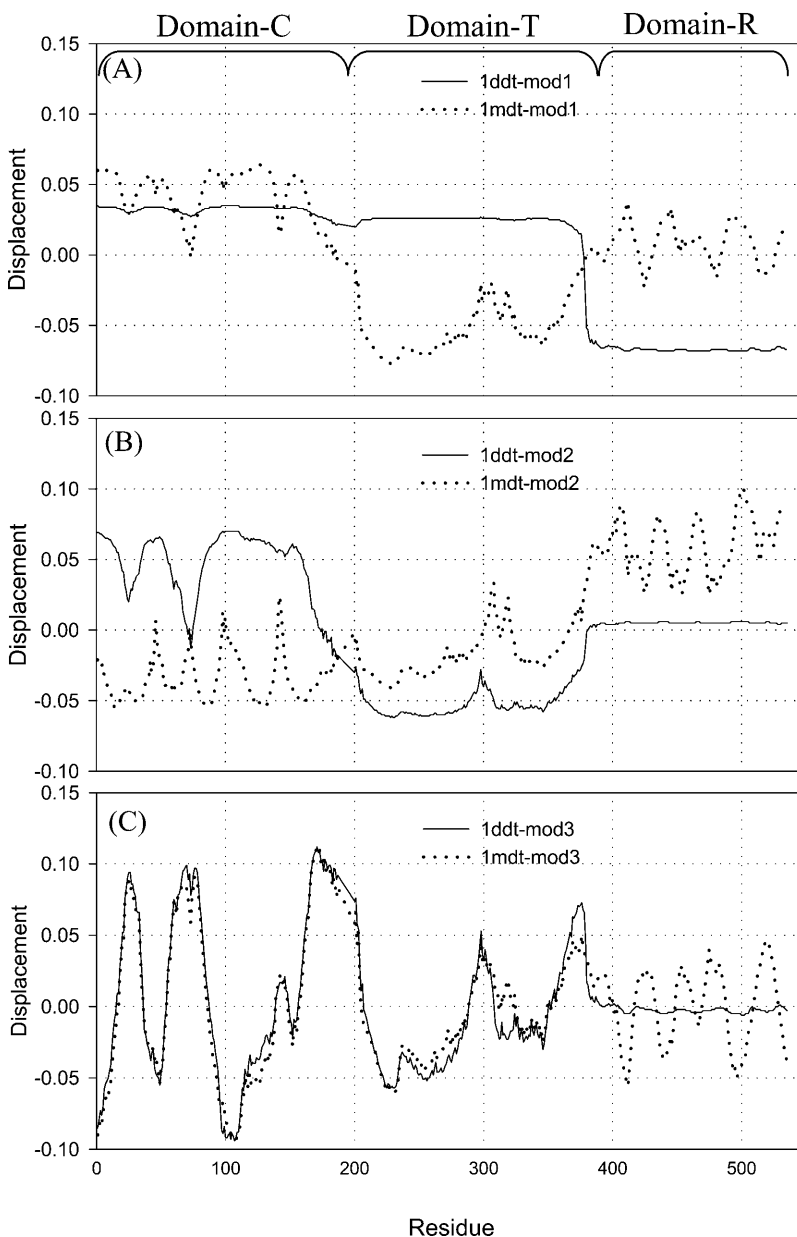 Domain-C Domain-T Domain-R
0.15
(A)
1ddt-mod1
1mdt-mod1
0.10
0.05
0.00
-0.05
-0.10
Displacement
0.15
(B)
1ddt-mod2
1mdt-mod2
0.10
0.05
0.00
-0.05
-0.10
Displacement
0.15
(C)
1ddt-mod3
1mdt-mod3
0.10
0.05
0.00
-0.05
-0.10
Displacement
0 100 200 300 400 500
Residue